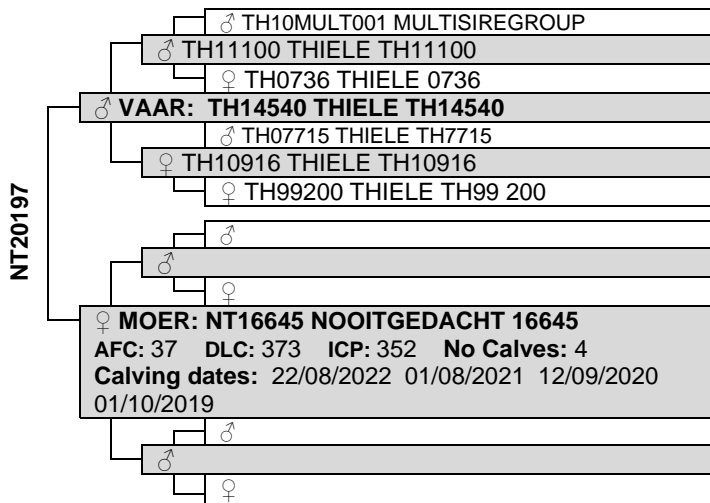 ♂ TH10MULT001 MULTISIREGROUP
♂ TH11100 THIELE TH11100
♀ TH0736 THIELE 0736
♂ VAAR: TH14540 THIELE TH14540
♂ TH07715 THIELE TH7715
♀ TH10916 THIELE TH10916
♀ TH99200 THIELE TH99 200
NT20197
♂
♂
♀
♀ MOER: NT16645 NOOITGEDACHT 16645
AFC: 37 DLC: 373 ICP: 352 No Calves: 4
Calving dates: 22/08/2022 01/08/2021 12/09/2020
01/10/2019
♂
♂
♀